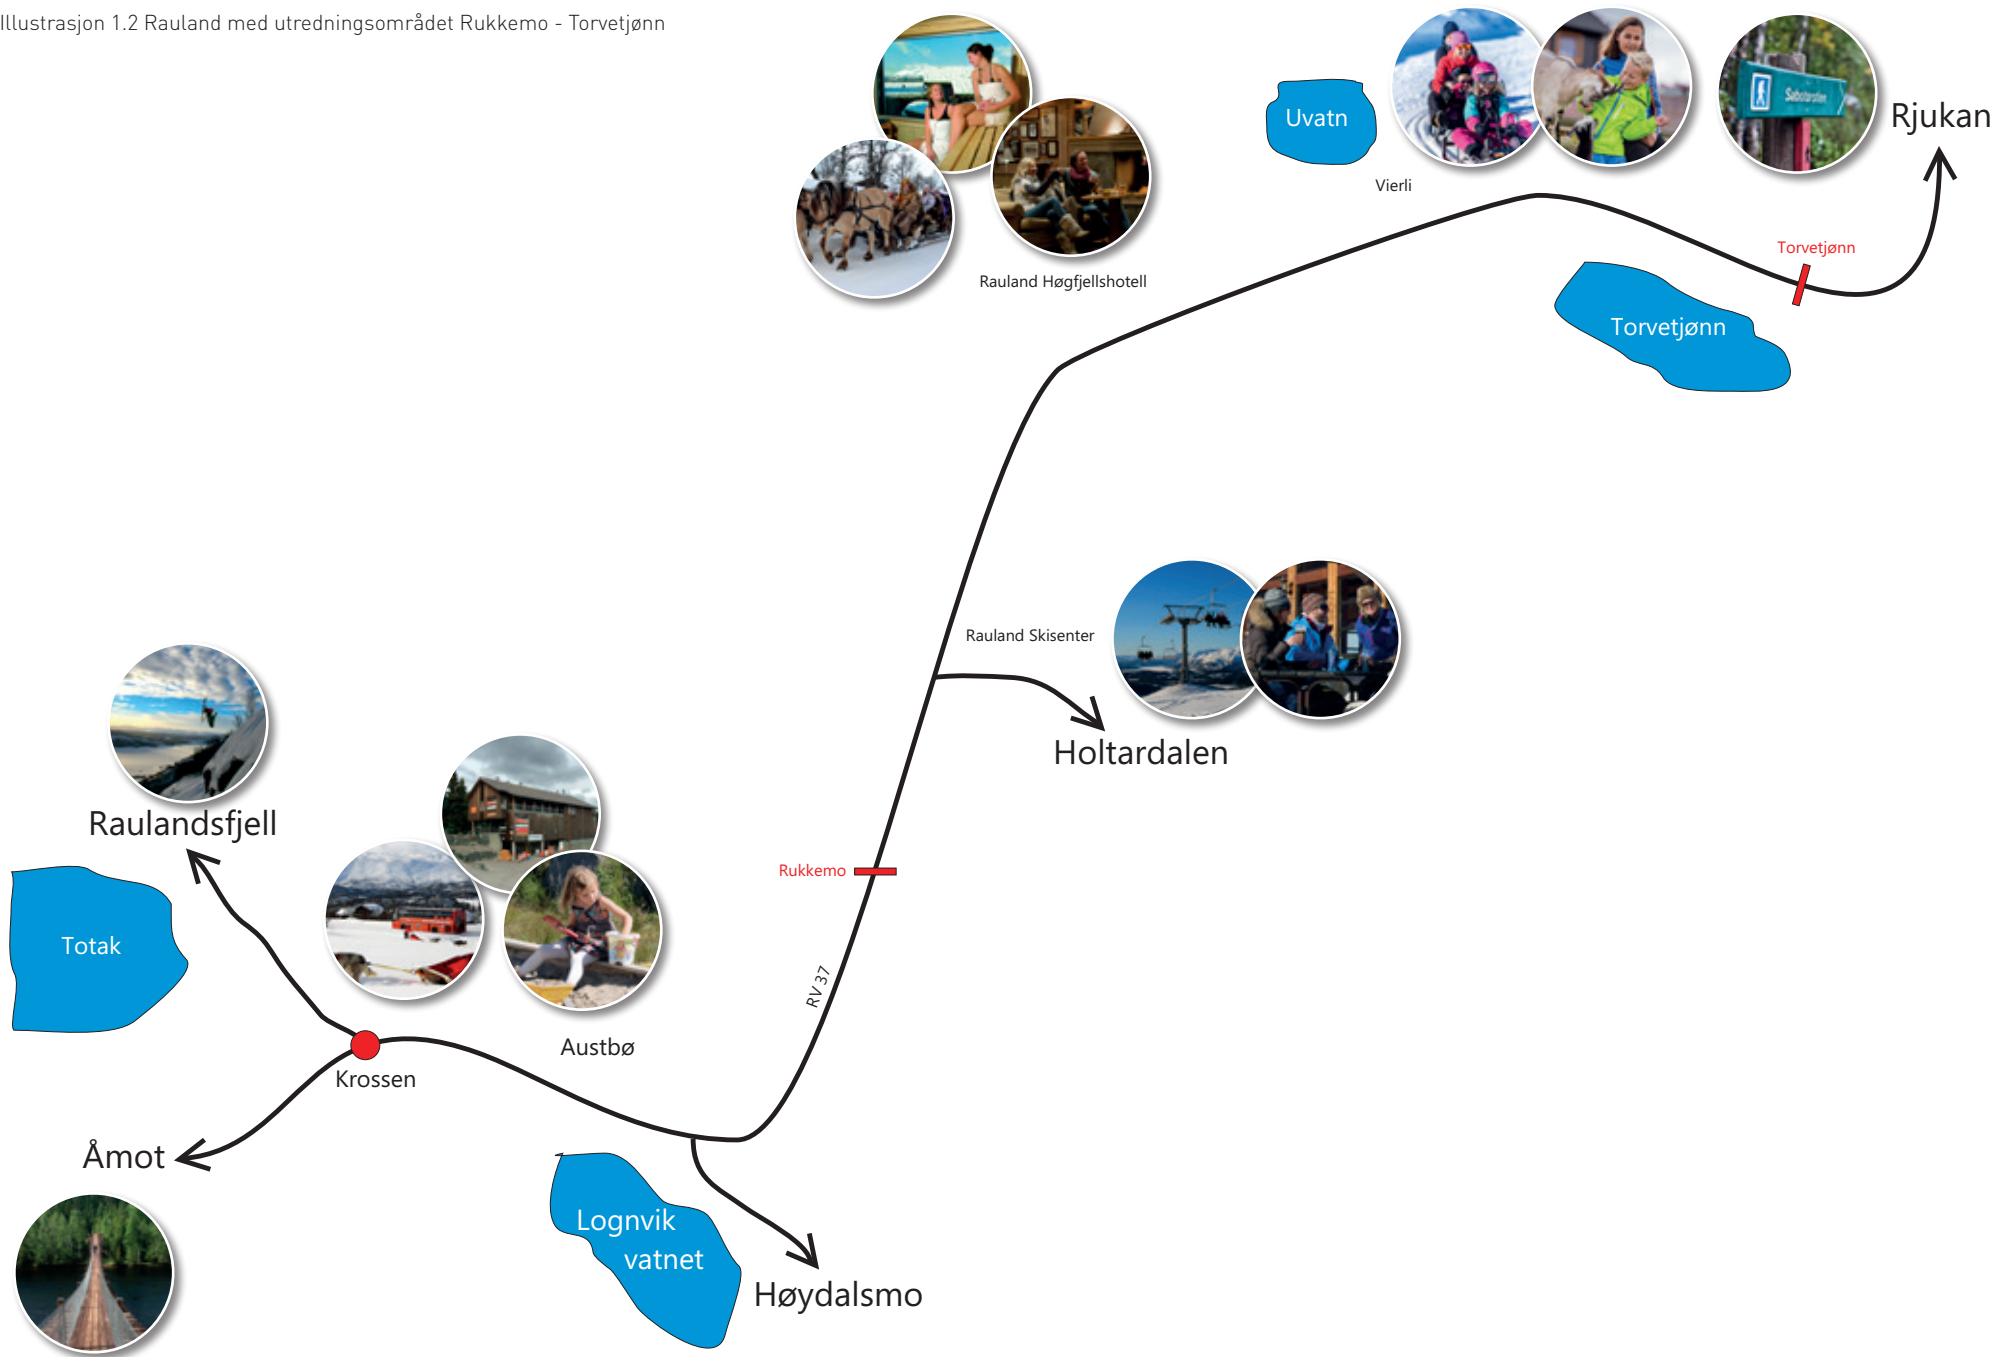 Illustrasjon 1.2 Rauland med utredningsområdet Rukkemo - Torvetjønn
Uvatn
Sabotørruten
Rjukan
Vierli
Torvetjønn
Rauland Høgfjellshotell
Torvetjønn
Rauland Skisenter
Holtardalen
Raulandsfjell
Rukkemo
Totak
RV 37
Austbø
Krossen
Åmot
Lognvik
vatnet
Høydalsmo